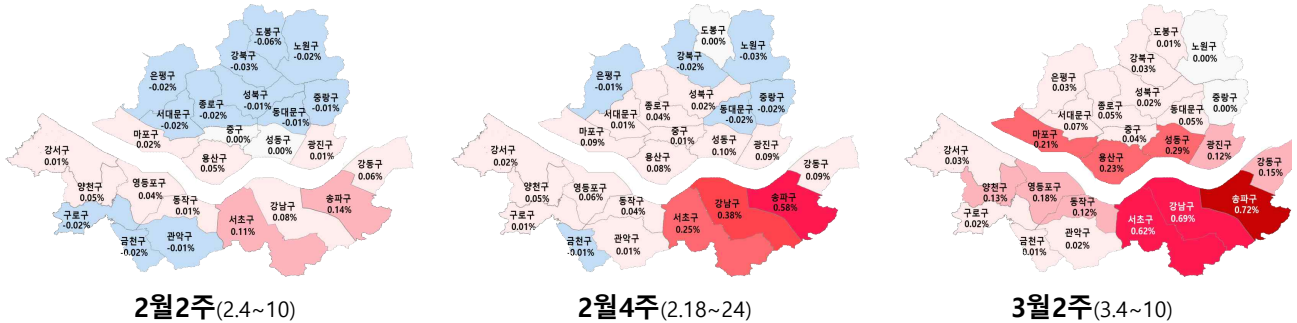 도봉구
-0.06%
노원구
-0.02%
강북구
-0.03%
은평구
-0.02%
성북구
-0.01%
중랑구
-0.01%
종로구
-0.02%
서대문구
-0.02%
동대문구
-0.01%
마포구
0.02%
중구
0.00%
성동구
0.00%
광진구
0.01%
용산구
0.05%
강서구
0.01%
강동구
0.06%
양천구
0.05%
영등포구
0.04%
동작구
0.01%
구로구
-0.02%
금천구
-0.02%
관악구
-0.01%
서초구
0.11%
강남구
0.08%
송파구
0.14%
2월2주(2.4~10)
도봉구
0.00%
노원구
-0.03%
강북구
-0.02%
은평구
-0.02%
성북구
0.02%
중랑구
-0.02%
종로구
0.04%
서대문구
0.01%
동대문구
-0.02%
마포구
0.09%
중구
0.01%
성동구
0.10%
광진구
0.09%
용산구
0.08%
강서구
0.02%
강동구
0.09%
양천구
0.05%
영등포구
0.06%
동작구
0.04%
구로구
0.01%
금천구
-0.01%
관악구
0.01%
서초구
0.25%
강남구
0.38%
송파구
0.58%
2월4주(2.18~24)
도봉구
0.01%
노원구
0.00%
강북구
0.03%
은평구
0.03%
성북구
0.02%
중랑구
0.00%
종로구
0.05%
서대문구
0.07%
동대문구
0.05%
마포구
0.21%
중구
0.04%
성동구
0.29%
광진구
0.12%
용산구
0.23%
강서구
0.03%
강동구
0.15%
양천구
0.13%
영등포구
0.18%
동작구
0.12%
구로구
0.02%
금천구
0.01%
관악구
0.02%
서초구
0.62%
강남구
0.69%
송파구
0.72%
3월2주(3.4~10)